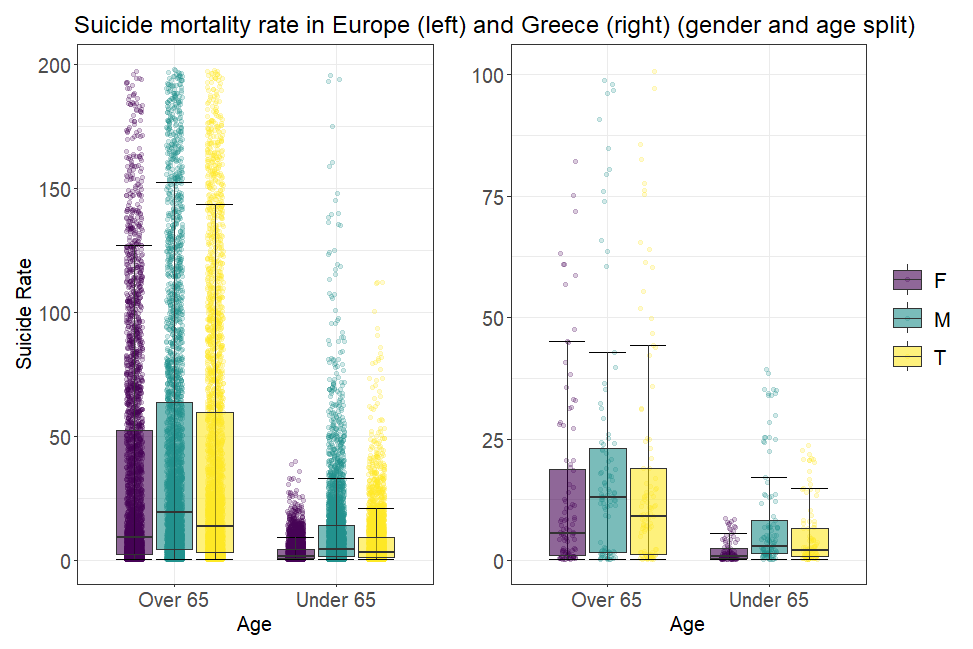 Suicide mortality rate in Europe (left) and Greece (right) (gender and age split)
Suicide Rate
200
150
100
50
0
Over 65
Under 65
Age
100
75
50
25
0
Over 65
Under 65
Age
F
M
T